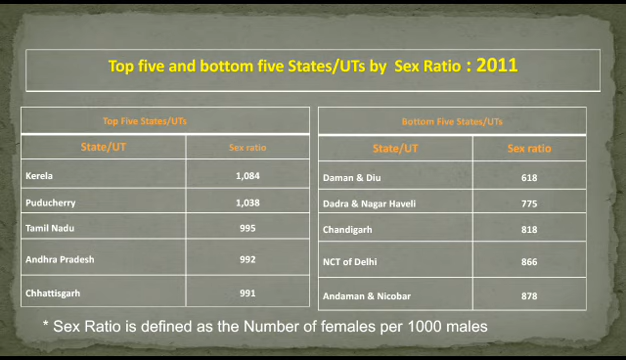 Top five and bottom five States/UTs by Sex Ratio : 2011
Top Five States/UTs
State/UT Sex ratio
Kerela 1,084
Puducherry 1,038
Tamil Nadu 995
Andhra Pradesh 992
Chhattisgarh 991
Bottom Five States/UTs
State/UT Sex ratio
Daman & Diu 618
Dadra & Nagar Haveli 775
Chandigarh 818
NCT of Delhi 866
Andaman & Nicobar 878
* Sex Ratio is defined as the Number of females per 1000 males